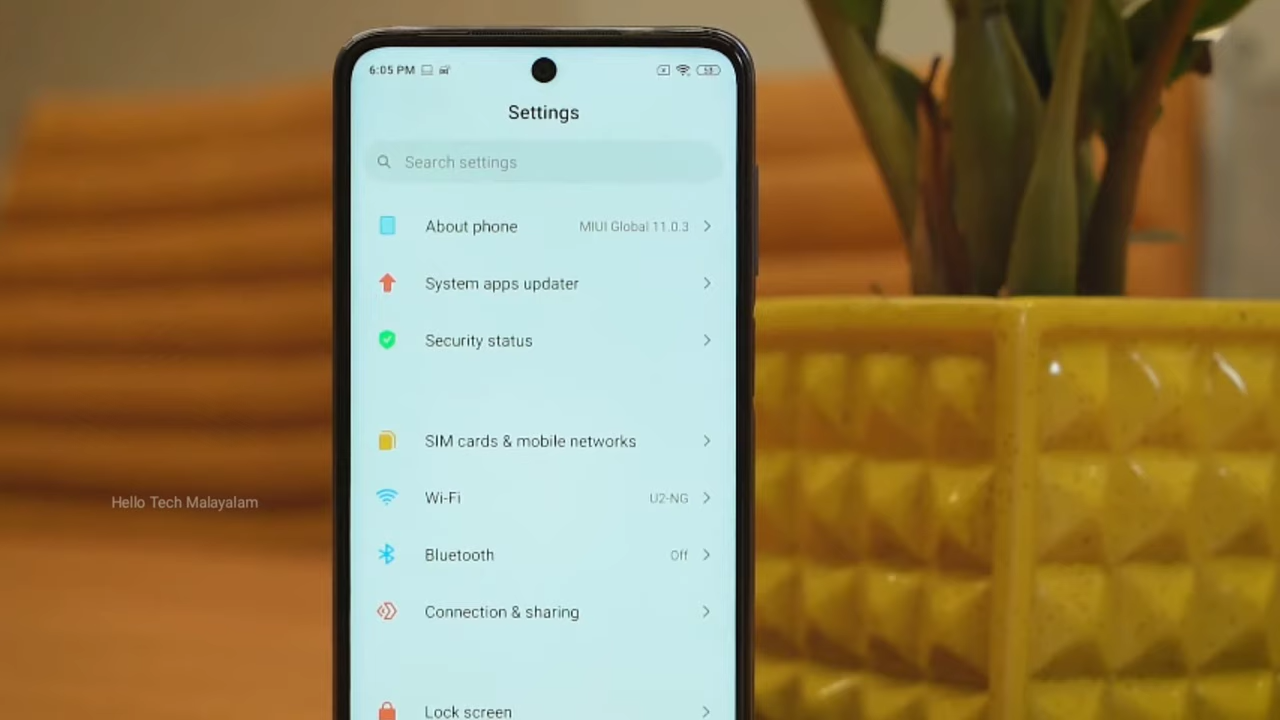 6:05 PM
Settings
Search settings
About phone MIUI Global 11.0.3
System apps updater
Security status
SIM cards & mobile networks
Wi-Fi U2-NG
Bluetooth Off
Connection & sharing
Lock screen
Hello Tech Malayalam